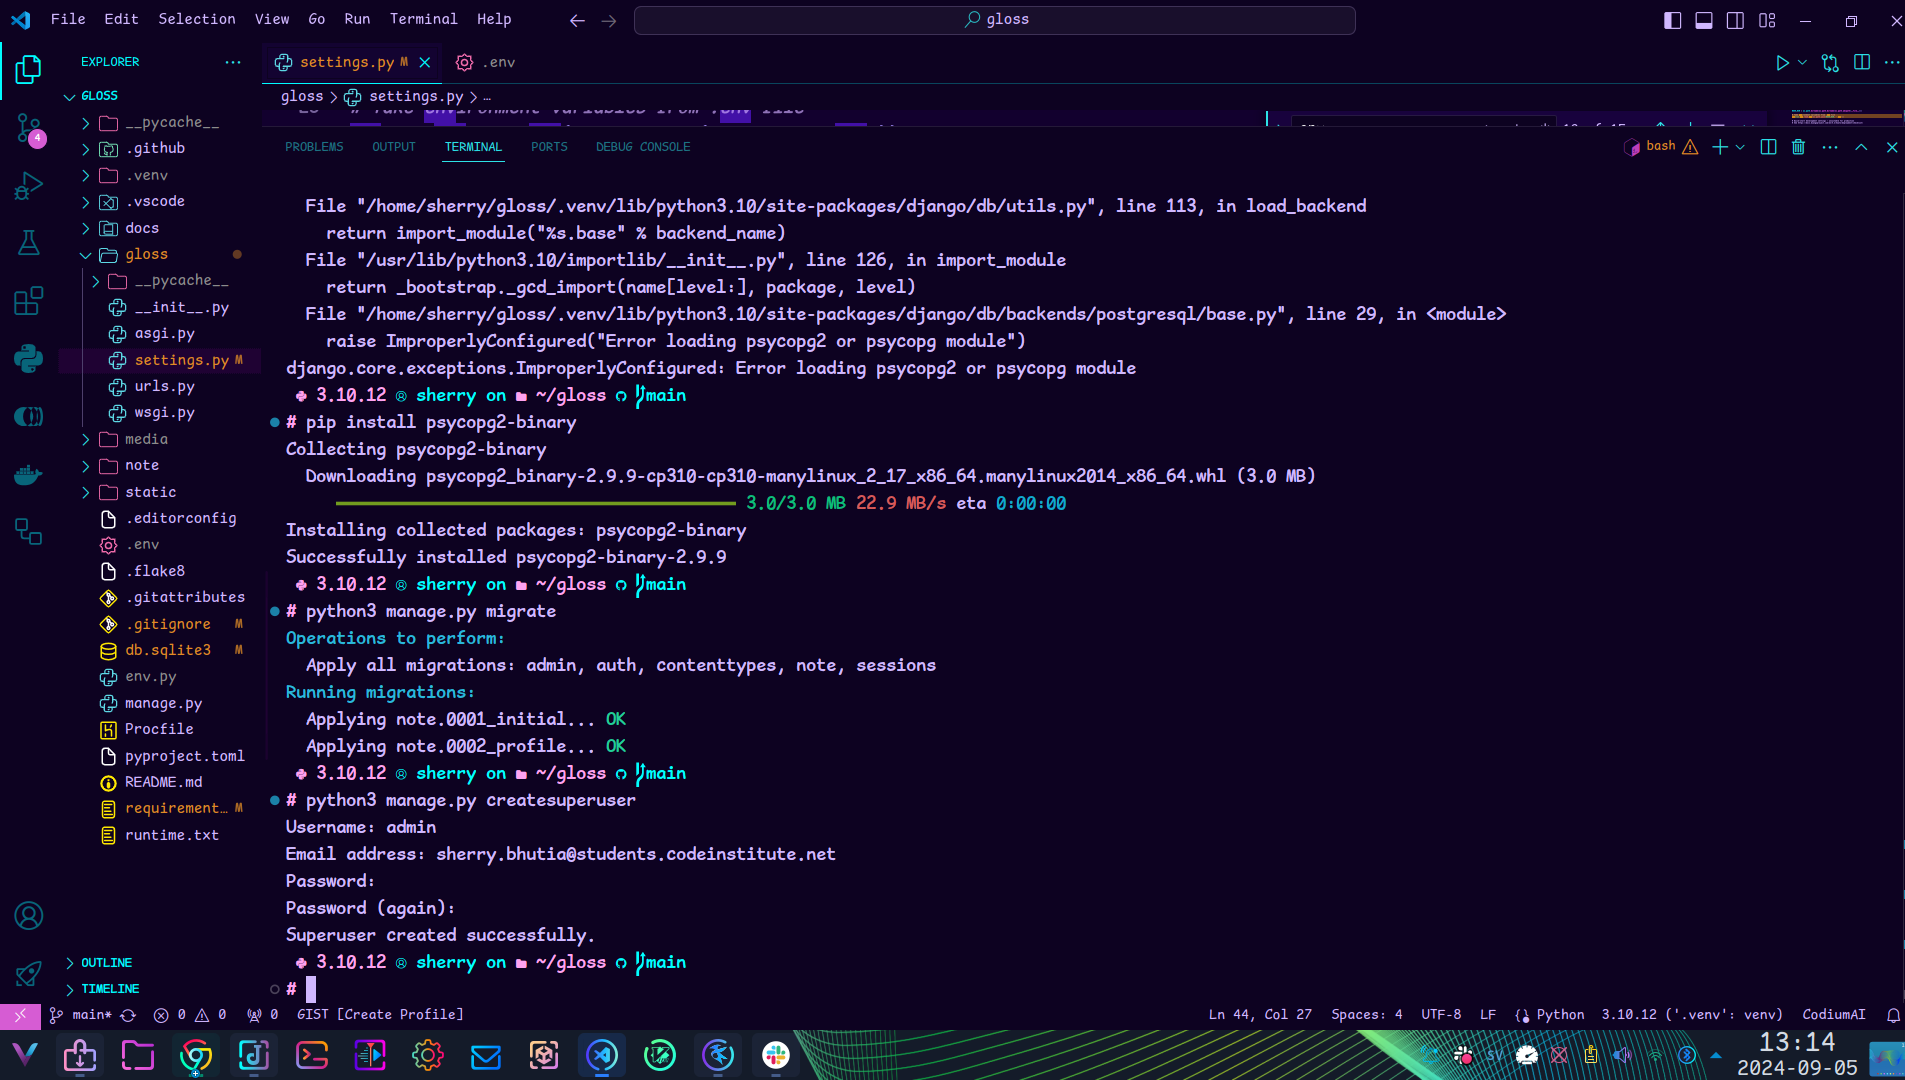 File Edit Selection View Go Run Terminal Help
gloss
EXPLORER
settings.py M
.env
GLOSS
gloss > settings.py > …
__pycache__
.github
.venv
.vscode
docs
gloss
__pycache__
__init__.py
asgi.py
settings.py M
urls.py
wsgi.py
media
note
static
.editorconfig
.env
.flake8
.gitattributes
.gitignore M
db.sqlite3 M
env.py
manage.py
Procfile
pyproject.toml
README.md
requirement… M
runtime.txt
OUTLINE
TIMELINE
4
PROBLEMS OUTPUT TERMINAL PORTS DEBUG CONSOLE
bash
File "/home/sherry/gloss/.venv/lib/python3.10/site-packages/django/db/utils.py", line 113, in load_backend
return import_module("%s.base" % backend_name)
File "/usr/lib/python3.10/importlib/__init__.py", line 126, in import_module
return _bootstrap._gcd_import(name[level:], package, level)
File "/home/sherry/gloss/.venv/lib/python3.10/site-packages/django/db/backends/postgresql/base.py", line 29, in <module>
raise ImproperlyConfigured("Error loading psycopg2 or psycopg module")
django.core.exceptions.ImproperlyConfigured: Error loading psycopg2 or psycopg module
3.10.12 sherry on ~/gloss main
# pip install psycopg2-binary
Collecting psycopg2-binary
Downloading psycopg2_binary-2.9.9-cp310-cp310-manylinux_2_17_x86_64.manylinux2014_x86_64.whl (3.0 MB)
3.0/3.0 MB 22.9 MB/s eta 0:00:00
Installing collected packages: psycopg2-binary
Successfully installed psycopg2-binary-2.9.9
3.10.12 sherry on ~/gloss main
# python3 manage.py migrate
Operations to perform:
Apply all migrations: admin, auth, contenttypes, note, sessions
Running migrations:
Applying note.0001_initial... OK
Applying note.0002_profile... OK
3.10.12 sherry on ~/gloss main
# python3 manage.py createsuperuser
Username: admin
Email address: sherry.bhutia@students.codeinstitute.net
Password:
Password (again):
Superuser created successfully.
3.10.12 sherry on ~/gloss main
#
main* 0 0 0 GIST [Create Profile]
Ln 44, Col 27 Spaces: 4 UTF-8 LF Python 3.10.12 ('.venv': venv) CodiumAI
13:14
2024-09-05